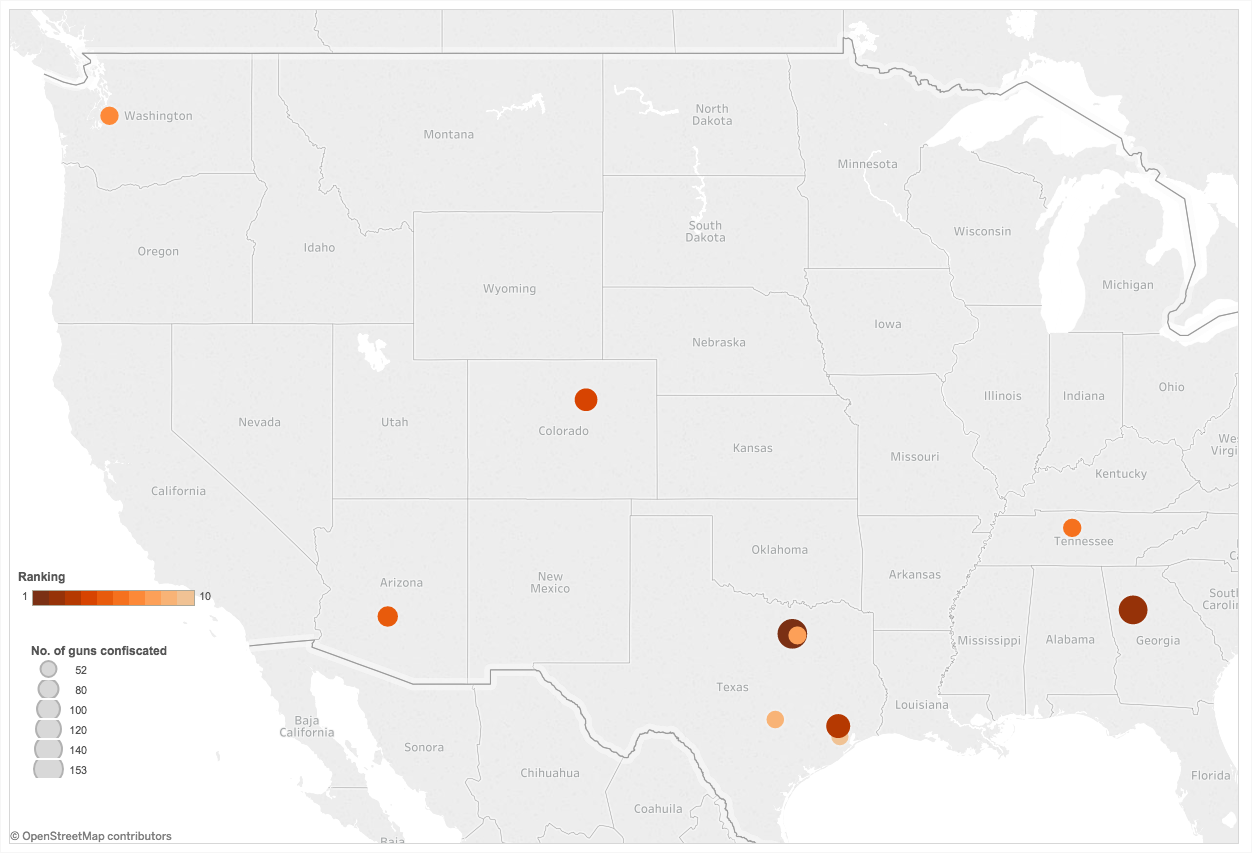 Washington
Montana
North
Dakota
Minnesota
Oregon
Idaho
South
Dakota
Wisconsin
Wyoming
Michigan
Iowa
Nebraska
Ohio
Illinois
Indiana
Nevada
Utah
Colorado
Kansas
Missouri
We
Virgi
Kentucky
California
Tennessee
Oklahoma
Arkansas
Arizona
New
Mexico
South
Carolin
Ranking
1
10
Mississippi
Alabama
Georgia
No. of guns confiscated
52
80
100
120
140
153
Texas
Louisiana
Baja
California
Sonora
Chihuahua
Florida
Coahuila
Baja
© OpenStreetMap contributors